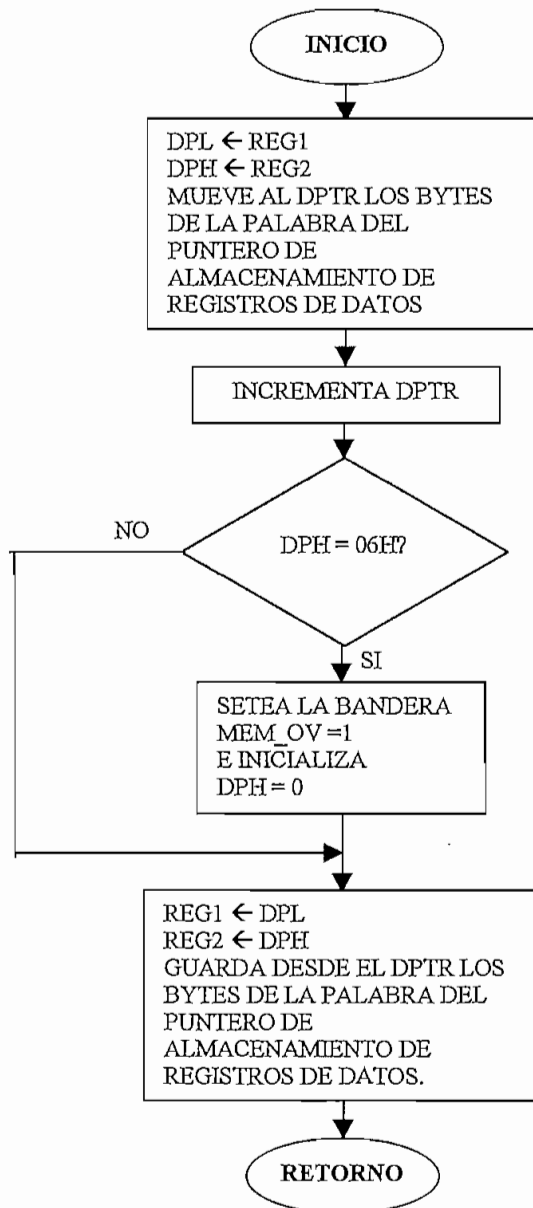 INICIO
DPL ← REG1
DPH ← REG2
MUEVE AL DPTR LOS BYTES
DE LA PALABRA DEL
PUNTERO DE
ALMACENAMIENTO DE
REGISTROS DE DATOS
INCREMENTA DPTR
DPH = 06H?
NO
SI
SETEA LA BANDERA
MEM_OV =1
E INICIALIZA
DPH = 0
REG1 ← DPL
REG2 ← DPH
GUARDA DESDE EL DPTR LOS
BYTES DE LA PALABRA DEL
PUNTERO DE
ALMACENAMIENTO DE
REGISTROS DE DATOS.
RETORNO